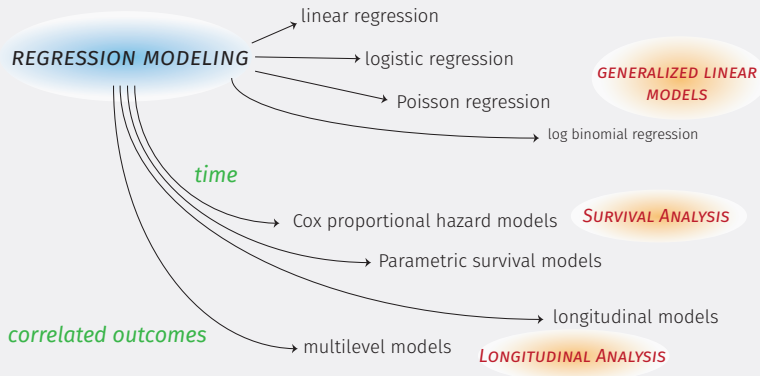 linear regression
REGRESSION MODELING
logistic regression
GENERALIZED LINEAR
MODELS
Poisson regression
log binomial regression
time
Cox proportional hazard models
SURVIVAL ANALYSIS
Parametric survival models
longitudinal models
correlated outcomes
multilevel models
LONGITUDINAL ANALYSIS